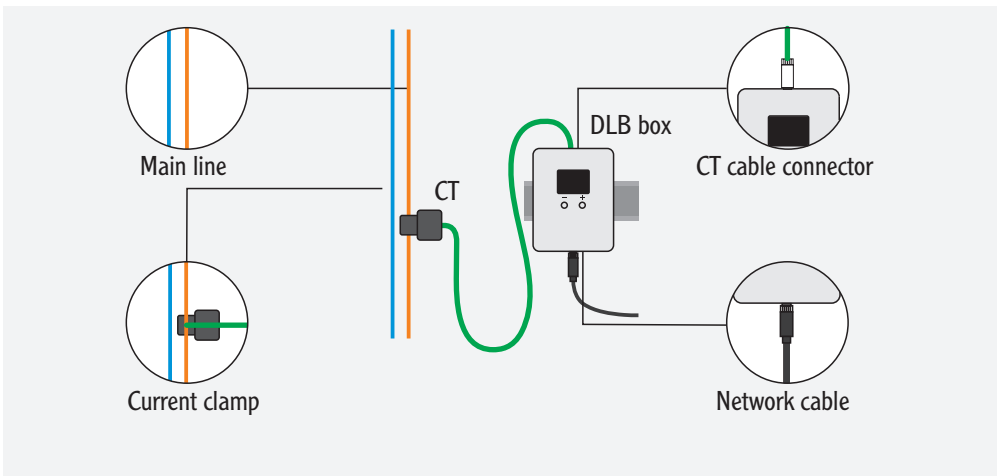 DLB box
Main line
CT cable connector
CT
− +
Current clamp
Network cable